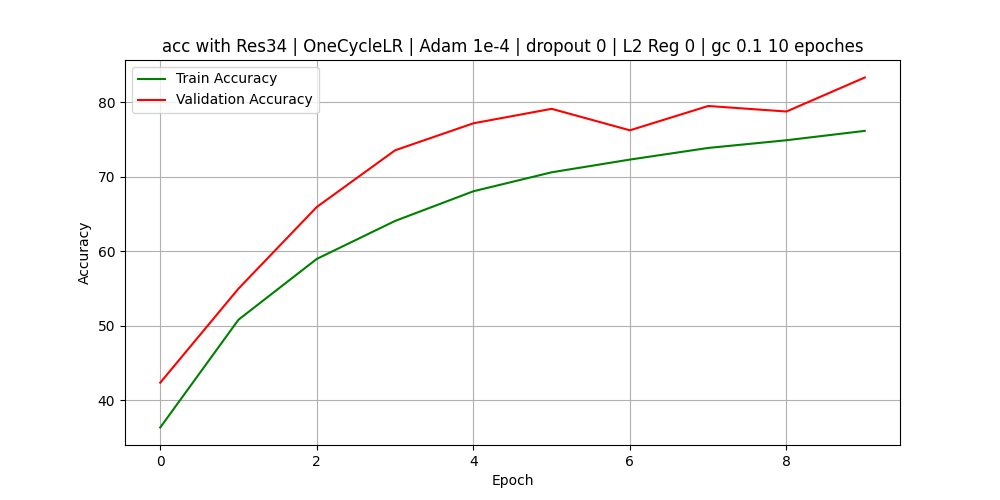 acc with Res34 | OneCycleLR | Adam 1e-4 | dropout 0 | L2 Reg 0 | gc 0.1 10 epoches
Train Accuracy
Validation Accuracy
80
70
60
50
40
Accuracy
0 2 4 6 8
Epoch